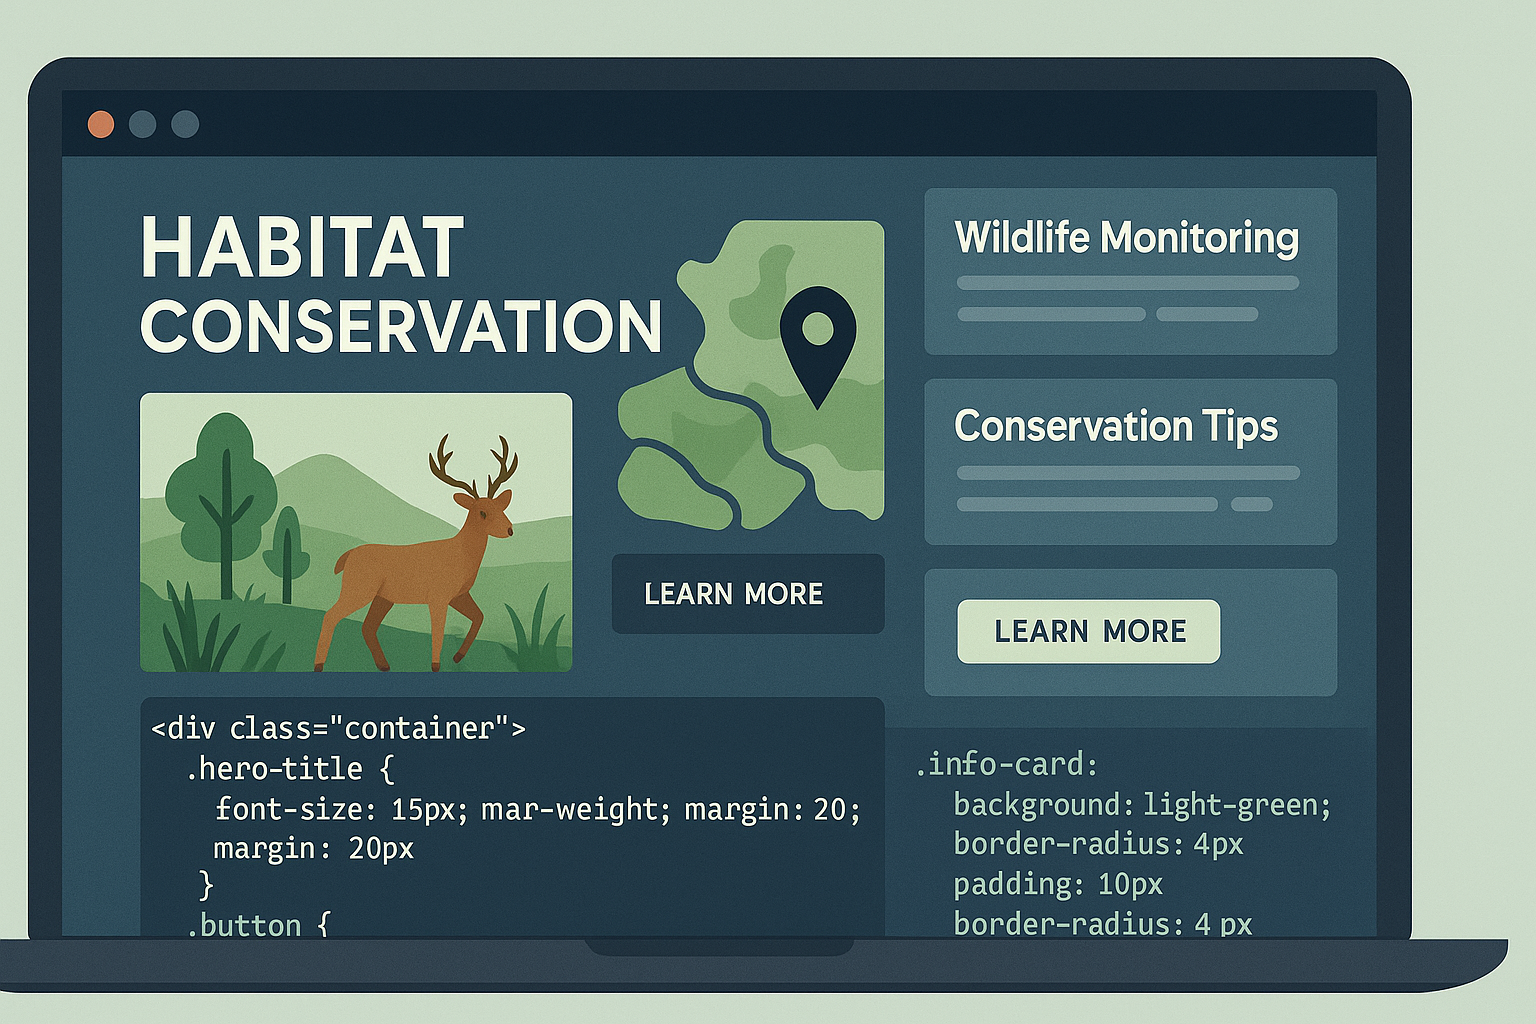 HABITAT
CONSERVATION
LEARN MORE
Wildlife Monitoring
Conservation Tips
LEARN MORE
<div class="container">
.hero-title {
font-size: 15px; mar-weight; margin: 20;
margin: 20px
}
.button {
.info-card:
background: light-green;
border-radius: 4px
padding: 10px
border-radius: 4 px